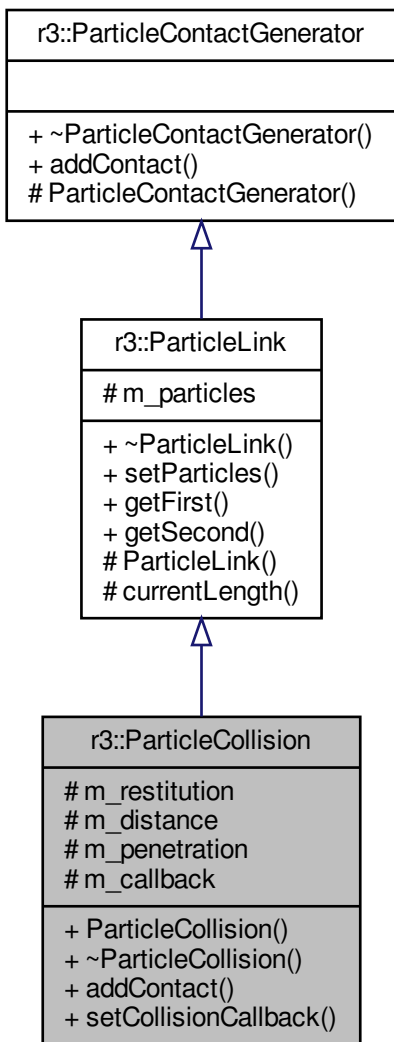 r3::ParticleContactGenerator
+ ~ParticleContactGenerator()
+ addContact()
# ParticleContactGenerator()
r3::ParticleLink
# m_particles
+ ~ParticleLink()
+ setParticles()
+ getFirst()
+ getSecond()
# ParticleLink()
# currentLength()
r3::ParticleCollision
# m_restitution
# m_distance
# m_penetration
# m_callback
+ ParticleCollision()
+ ~ParticleCollision()
+ addContact()
+ setCollisionCallback()